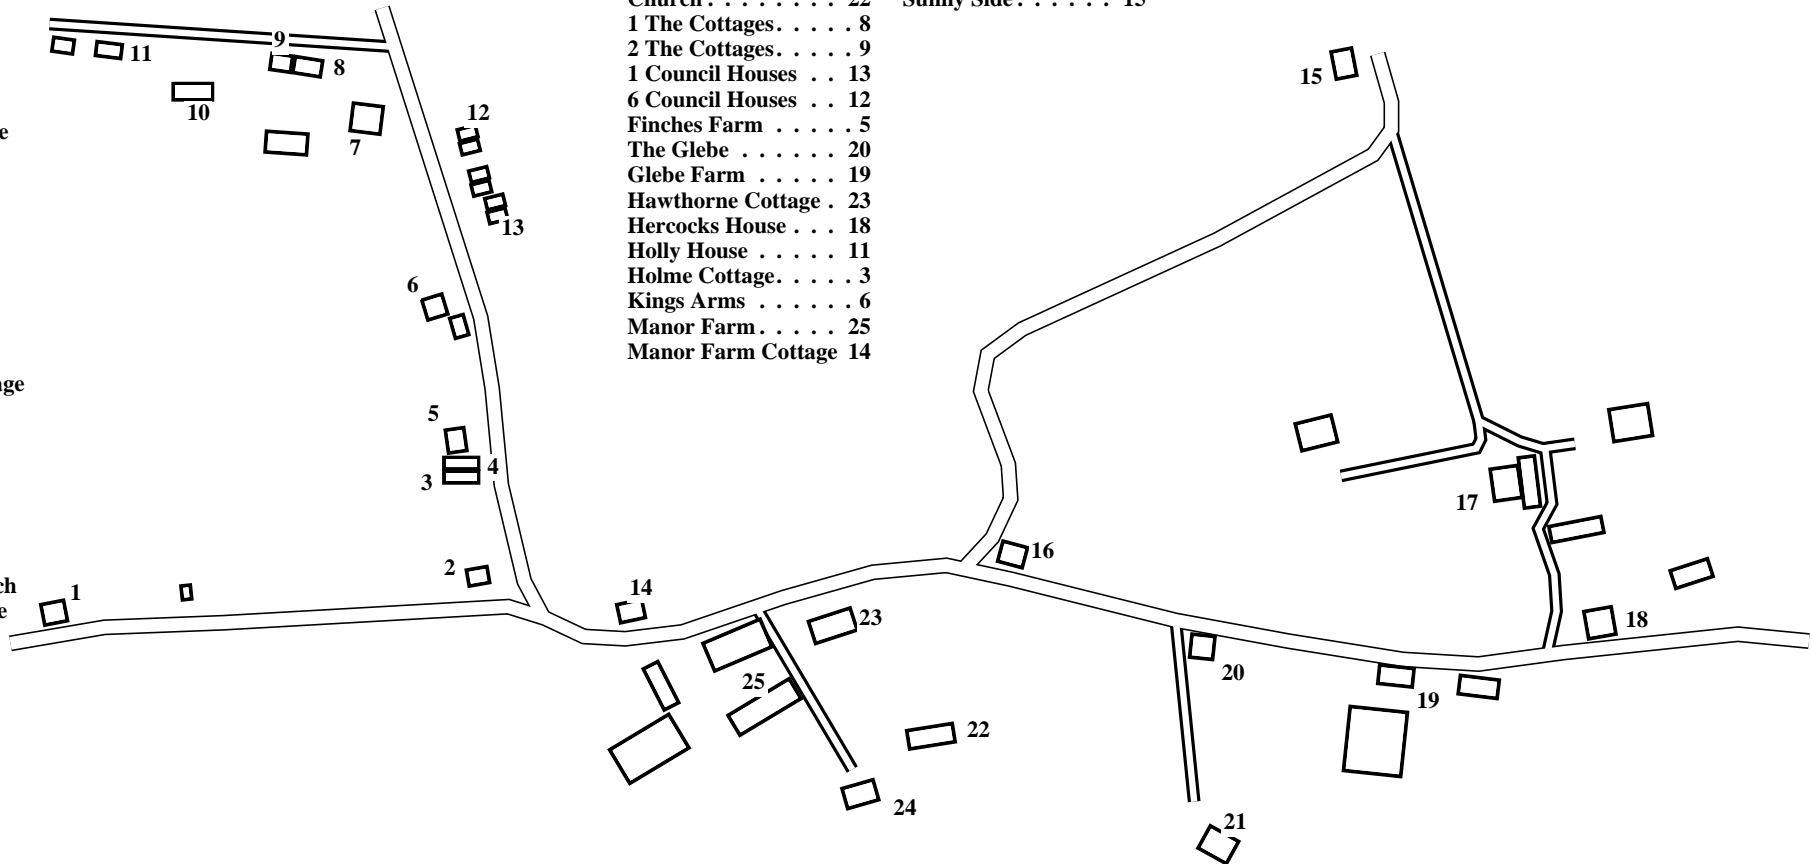 Church . . . . . . . . 22
1 The Cottages. . . . . 8
2 The Cottages. . . . . 9
1 Council Houses . . 13
6 Council Houses . . 12
Finches Farm . . . . . 5
The Glebe . . . . . . 20
Glebe Farm . . . . . 19
Hawthorne Cottage . 23
Hercocks House . . . 18
Holly House . . . . . 11
Holme Cottage. . . . . 3
Kings Arms . . . . . . 6
Manor Farm . . . . . 25
Manor Farm Cottage 14
Sunny Side . . . . . . 15
9
11
8
10
7
12
13
15
6
5
4
3
17
2
16
1
14
23
18
20
25
19
22
24
21